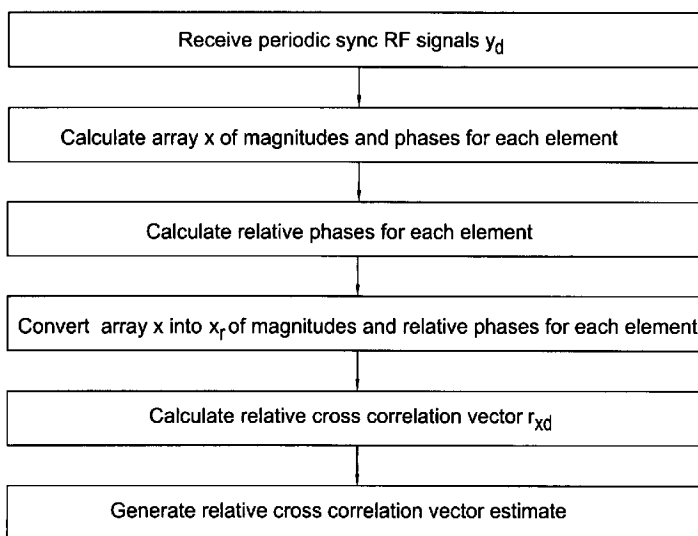 Receive periodic sync RF signals y_d
Calculate array x of magnitudes and phases for each element
Calculate relative phases for each element
Convert array x into x_r of magnitudes and relative phases for each element
Calculate relative cross correlation vector r_xd
Generate relative cross correlation vector estimate